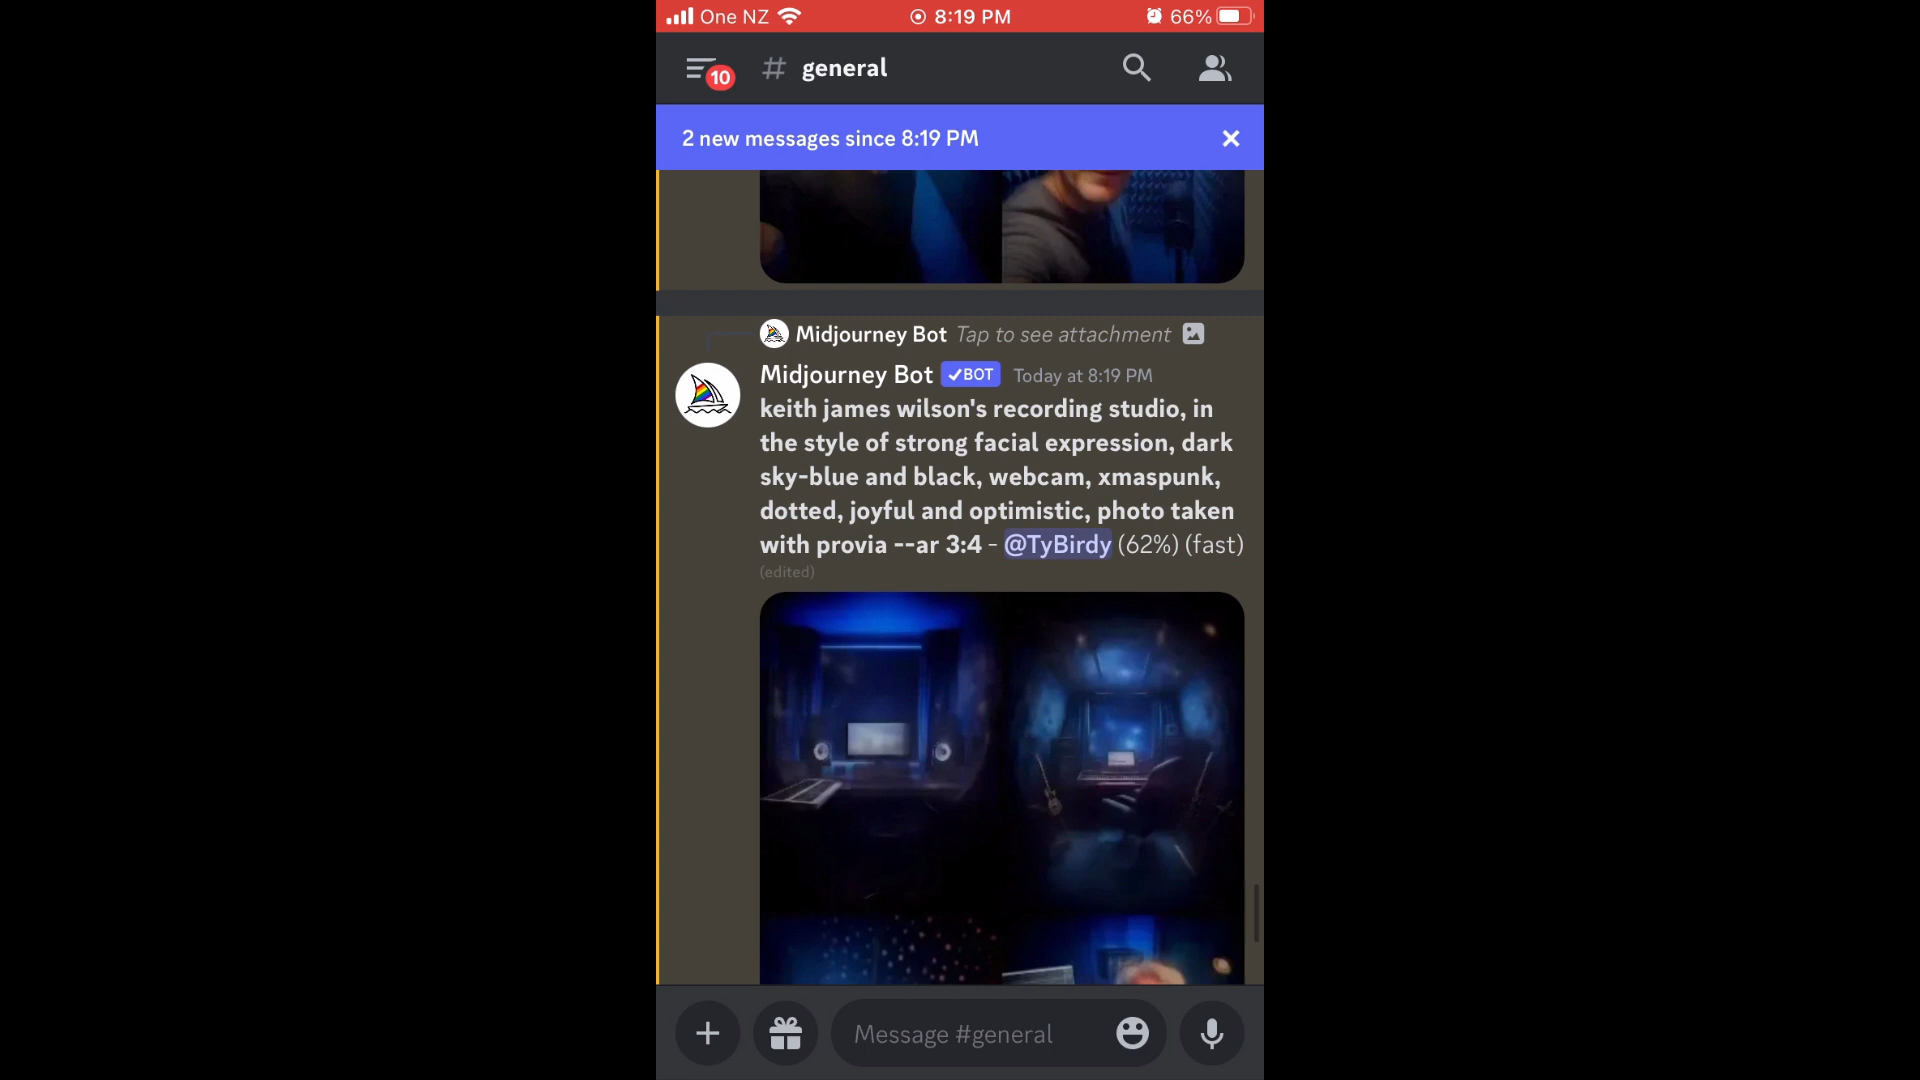 One NZ 8:19 PM 66%
10 # general
2 new messages since 8:19 PM
Midjourney Bot Tap to see attachment
Midjourney Bot ✔BOT Today at 8:19 PM
keith james wilson's recording studio, in
the style of strong facial expression, dark
sky-blue and black, webcam, xmaspunk,
dotted, joyful and optimistic, photo taken
with provia --ar 3:4 - @TyBirdy (62%) (fast)
(edited)
Message #general